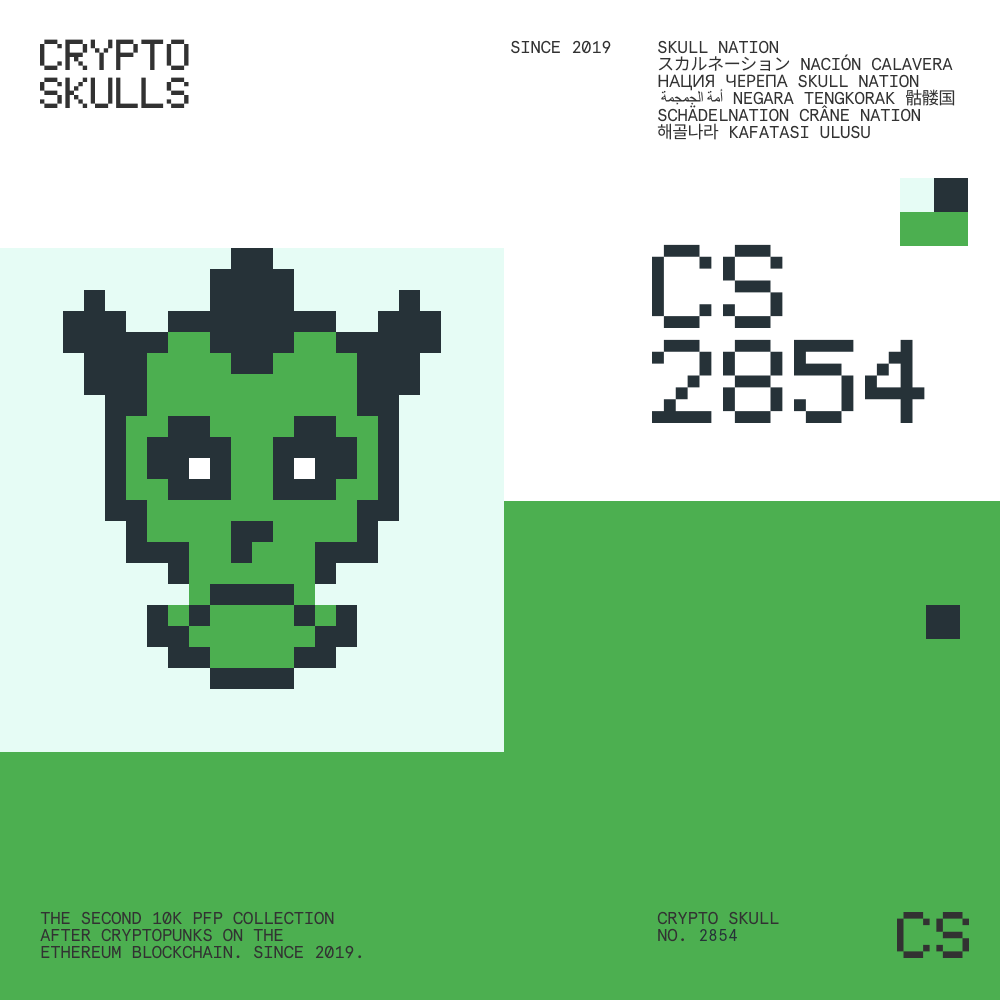 CRYPTO
SKULLS
SINCE 2019
SKULL NATION
スカルネーション NACIÓN CALAVERA
НАЦИЯ ЧЕРЕПА SKULL NATION
أمة الجمجمة NEGARA TENGKORAK 骷髅国
SCHÄDELNATION CRÂNE NATION
해골나라 KAFATASI ULUSU
CS
2854
THE SECOND 10K PFP COLLECTION
AFTER CRYPTOPUNKS ON THE
ETHEREUM BLOCKCHAIN. SINCE 2019.
CRYPTO SKULL
NO. 2854
CS